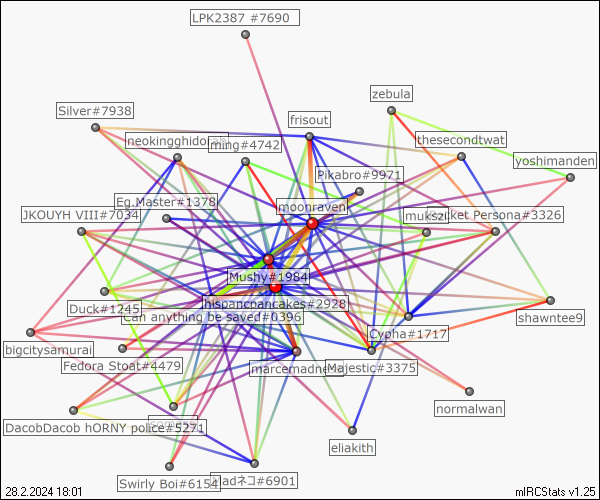 LPK2387 #7690
zebula
Silver#7938
frisout
thesecondtwat
neokingghidorah
ming#4742
yoshimanden
Pikabro#9971
Eg.Master#1378
moonraven
JKOUYH VIII#7034
Cricket Persona#3326
Mushy#1984
Duck#1245
hispancpancakes#2928
Can anything be saved#0396
shawntee9
Cypha#1717
bigcitysamurai
Fedora Stoat#4479
marcemadness
Majestic#3375
normalwan
DacobDacob hORNY police#5271
eliakith
Swirly Boi#6154
Vladネコ#6901
28.2.2024 18:01
mIRCStats v1.25